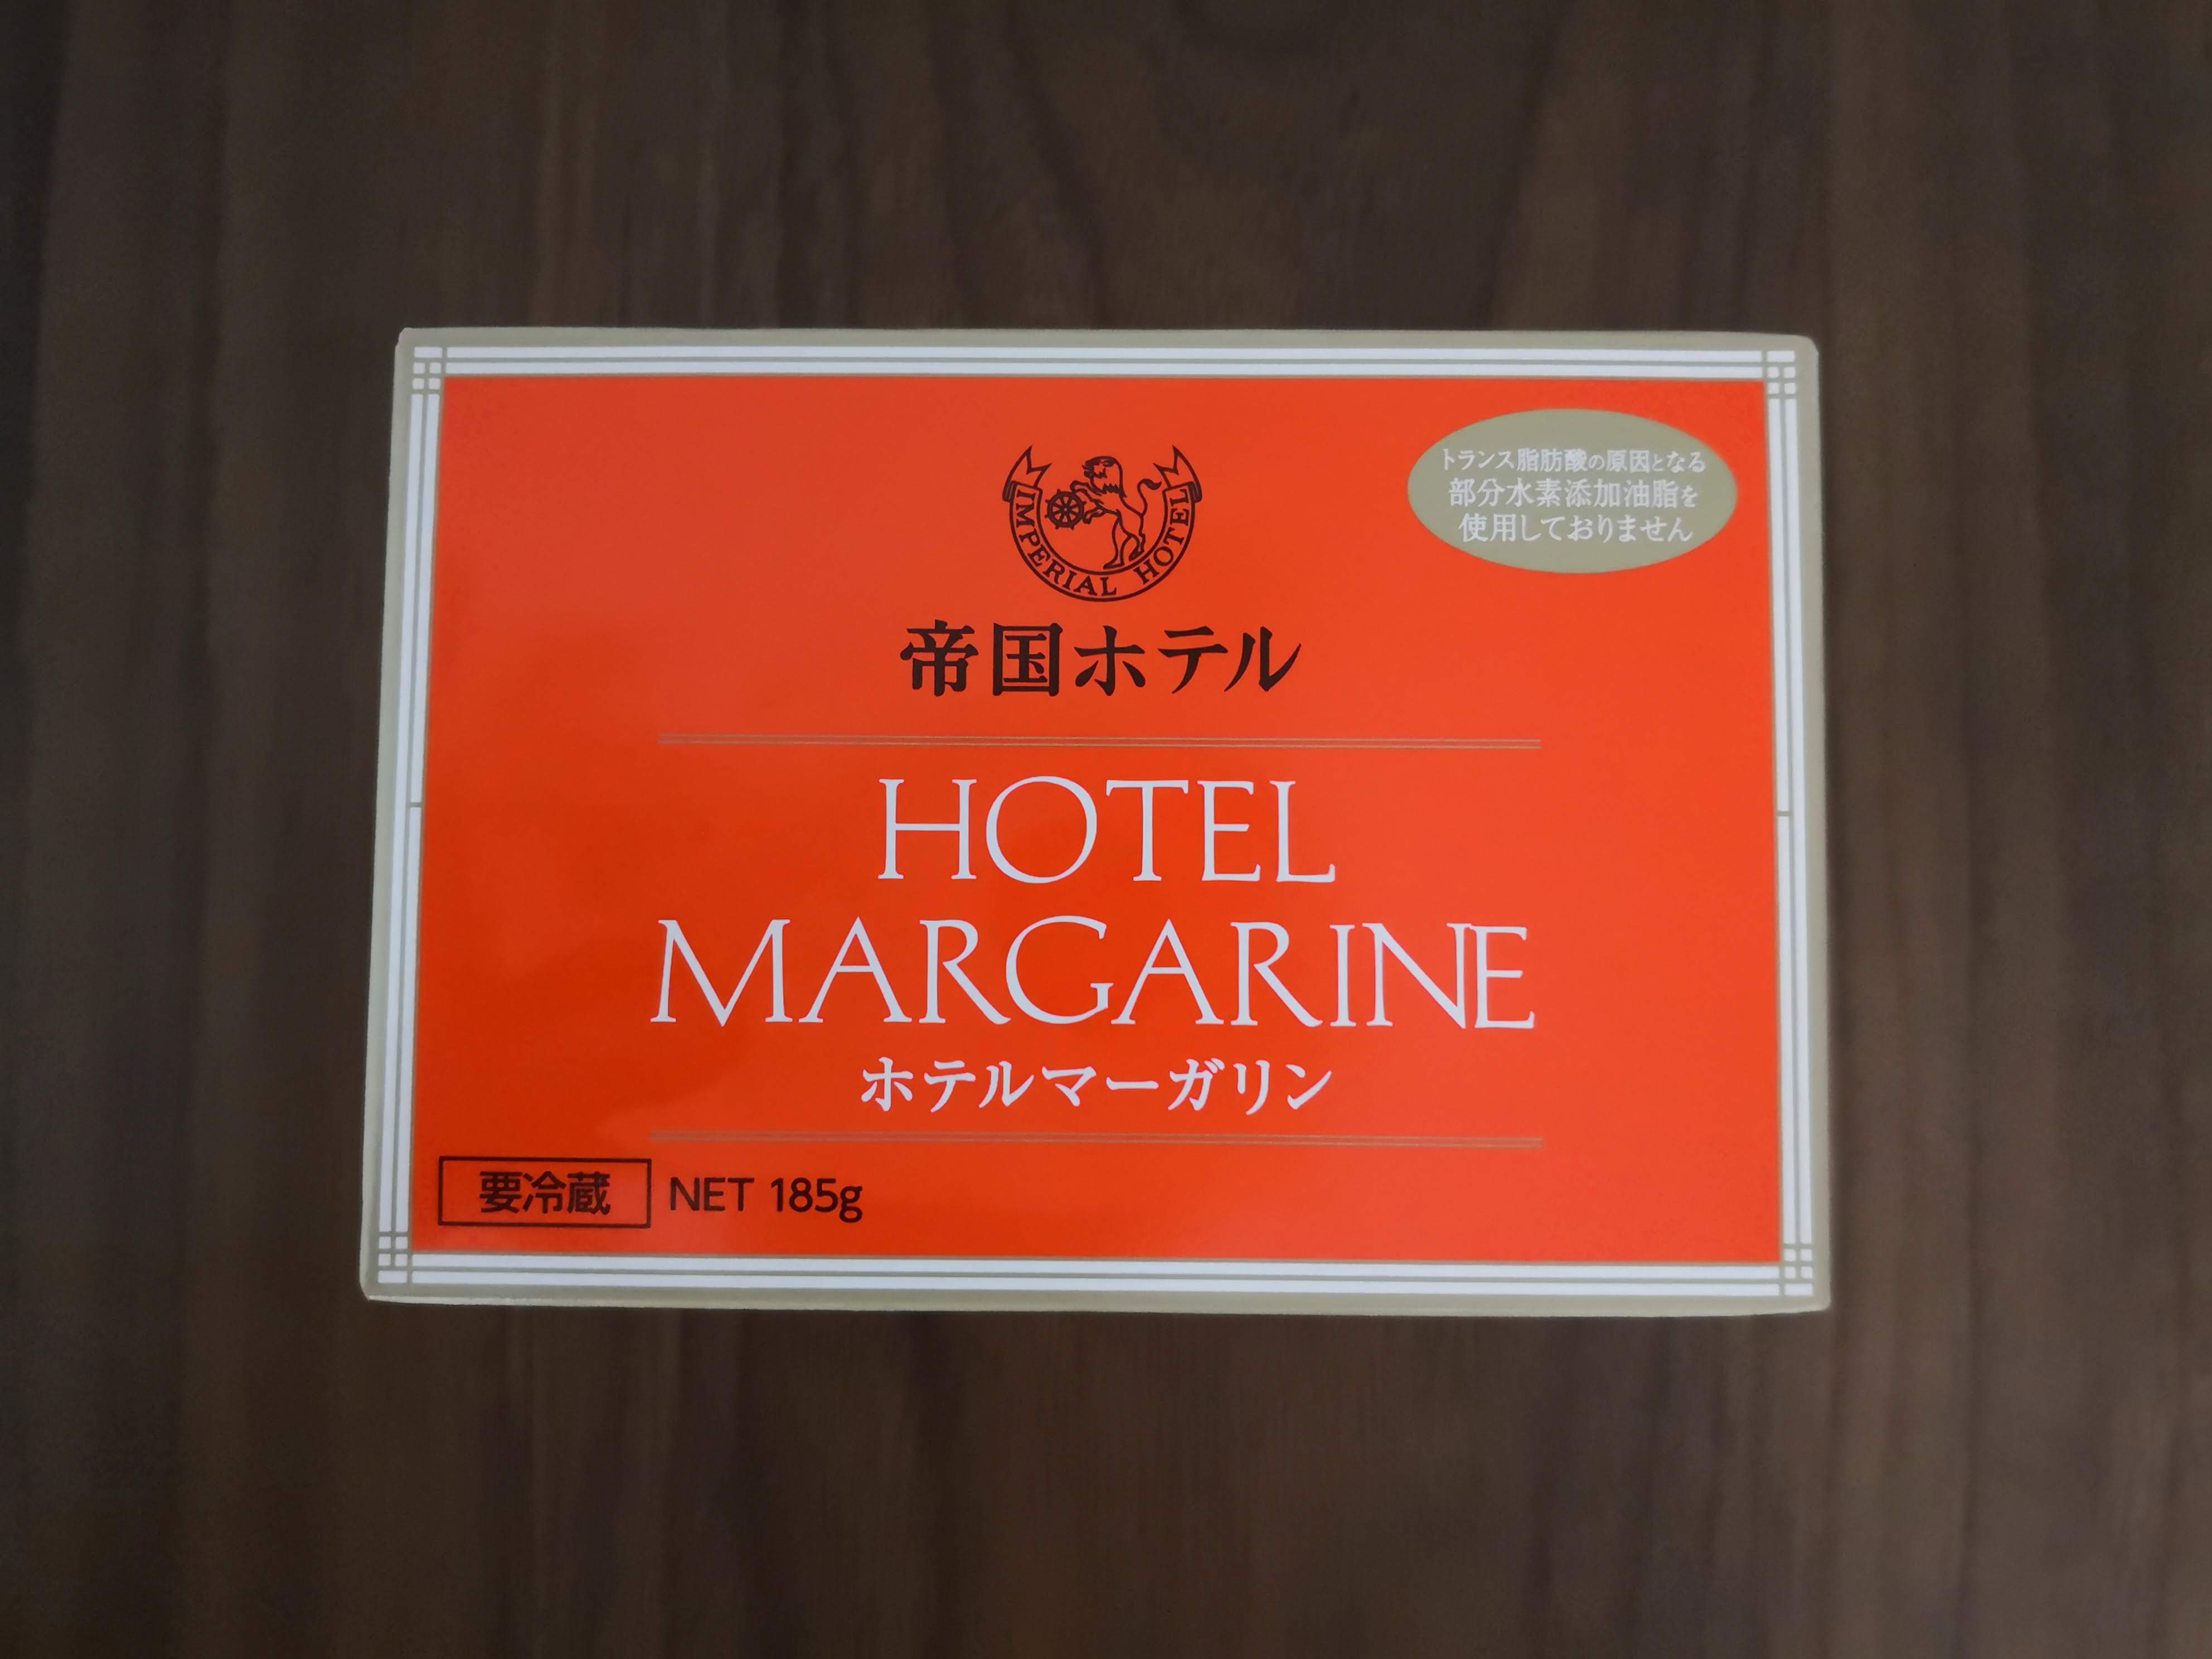 トランス脂肪酸の原因となる
部分水素添加油脂を
使用しておりません
IMPERIAL HOTEL
帝国ホテル
HOTEL
MARGARINE
ホテルマーガリン
要冷蔵 NET 185g